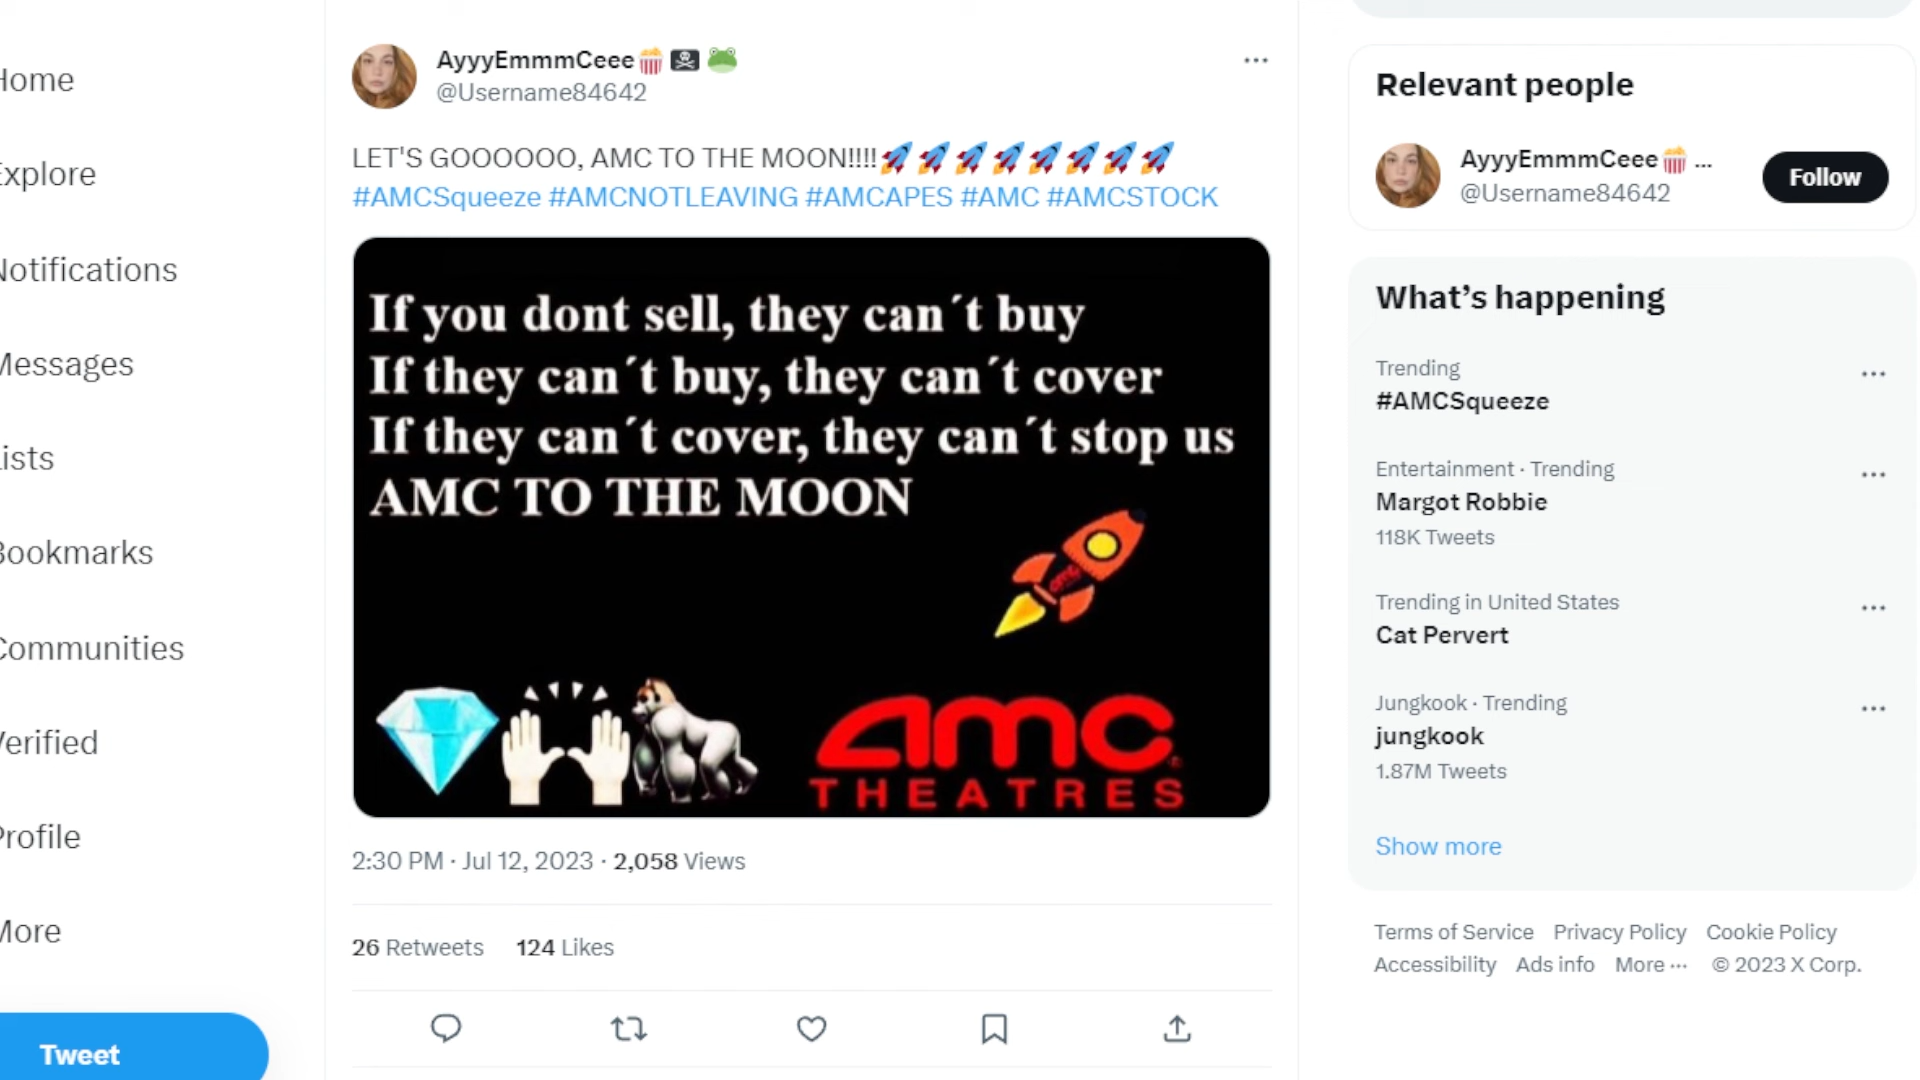 Home
Explore
Notifications
Messages
Lists
Bookmarks
Communities
Verified
Profile
More
Tweet
AyyyEmmmCeee🍿🏴‍☠️🐸
@Username84642
LET'S GOOOOOO, AMC TO THE MOON!!!!🚀🚀🚀🚀🚀🚀🚀🚀
#AMCSqueeze #AMCNOTLEAVING #AMCAPES #AMC #AMCSTOCK
If you dont sell, they can´t buy
If they can´t buy, they can´t cover
If they can´t cover, they can´t stop us
AMC TO THE MOON
amc
amc
THEATRES
2:30 PM · Jul 12, 2023 · 2,058 Views
26 Retweets 124 Likes
Relevant people
AyyyEmmmCeee🍿 ...
@Username84642
Follow
What’s happening
Trending
#AMCSqueeze
Entertainment · Trending
Margot Robbie
118K Tweets
Trending in United States
Cat Pervert
Jungkook · Trending
jungkook
1.87M Tweets
Show more
Terms of Service Privacy Policy Cookie Policy
Accessibility Ads info More ··· © 2023 X Corp.